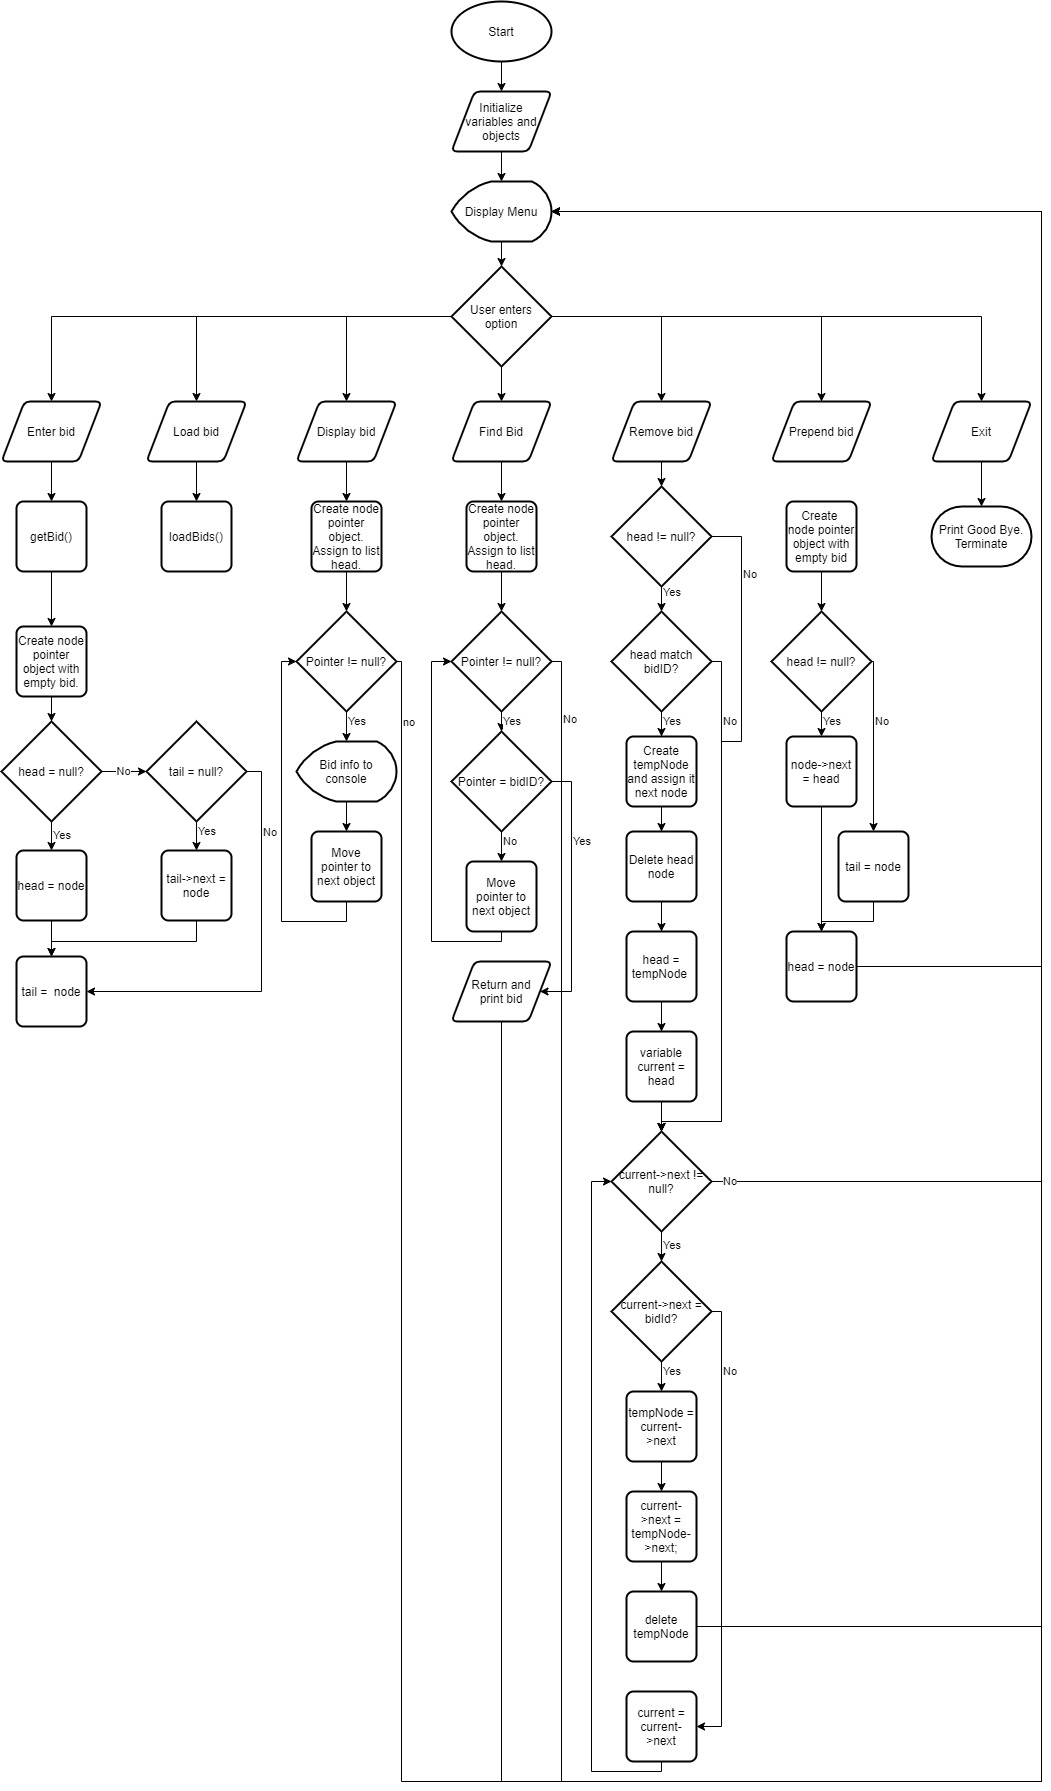 Start
Initialize
variables and
objects
Display Menu
User enters
option
Enter bid
Load bid
Display bid
Find Bid
Remove bid
Prepend bid
Exit
getBid()
Create node
pointer
object with
empty bid.
head = null?
No
tail = null?
No
Yes
head = node
Yes
tail->next =
node
tail =  node
loadBids()
Create node
pointer
object.
Assign to list
head.
Pointer != null?
no
Yes
Bid info to
console
Move
pointer to
next object
Create node
pointer
object.
Assign to list
head.
Pointer != null?
No
Yes
Pointer = bidID?
Yes
No
Move
pointer to
next object
Return and
print bid
head != null?
No
Yes
head match
bidID?
No
Yes
Create
tempNode
and assign it
next node
Delete head
node
head =
tempNode
variable
current =
head
current->next !=
null?
No
Yes
current->next =
bidId?
No
Yes
tempNode =
current-
>next
current-
>next =
tempNode-
>next;
delete
tempNode
current =
current-
>next
Create
node pointer
object with
empty bid
head != null?
Yes
No
node->next
= head
tail = node
head = node
Print Good Bye.
Terminate